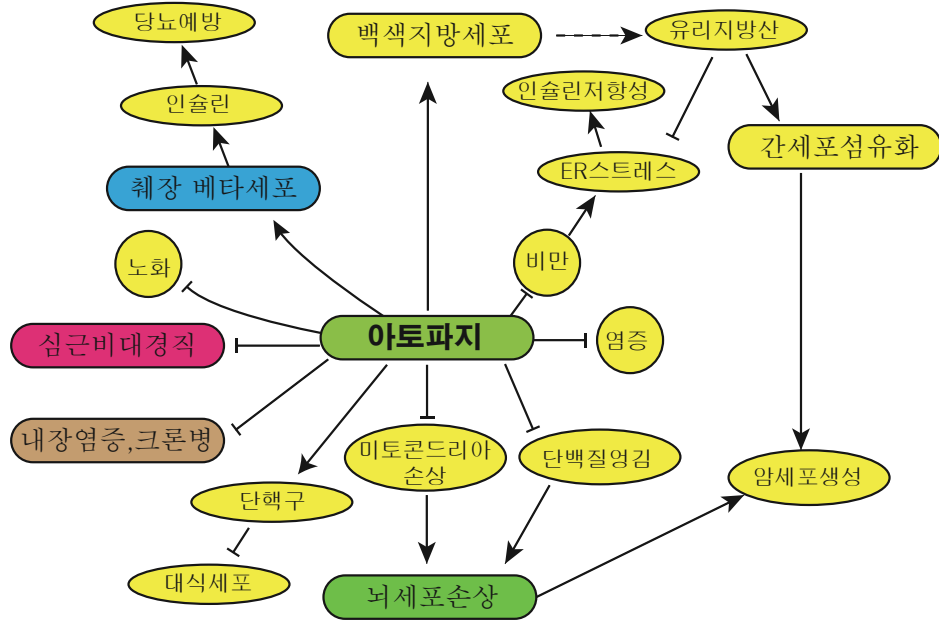 당뇨예방
백색지방세포
유리지방산
인슐린
인슐린저항성
간세포섬유화
ER스트레스
췌장 베타세포
노화
비만
아토파지
심근비대경직
염증
내장염증,크론병
미토콘드리아
손상
단백질엉김
암세포생성
단핵구
대식세포
뇌세포손상